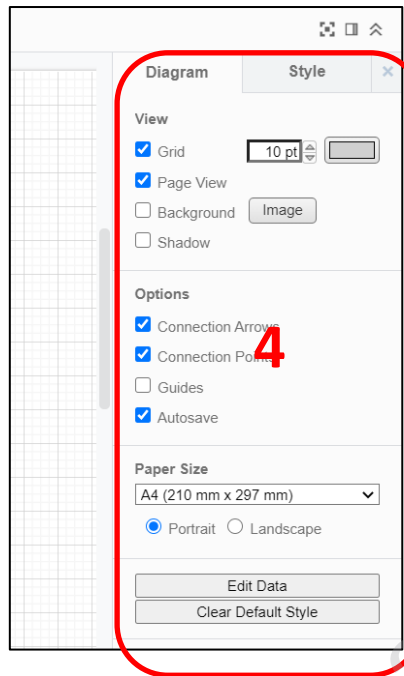 Diagram Style
View
Grid 10 pt
Page View
Background Image
Shadow
Options
Connection Arrows
Connection Points
4
Guides
Autosave
Paper Size
A4 (210 mm x 297 mm)
Portrait Landscape
Edit Data
Clear Default Style